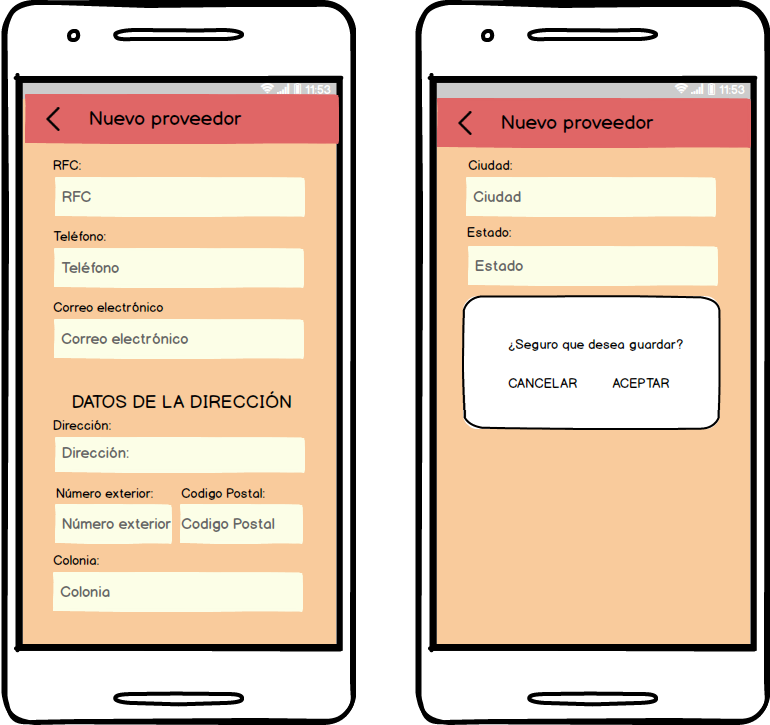 11:53
Nuevo proveedor
RFC:
RFC
Teléfono:
Teléfono
Correo electrónico
Correo electrónico
DATOS DE LA DIRECCIÓN
Dirección:
Dirección:
Número exterior: Codigo Postal:
Número exterior Codigo Postal
Colonia:
Colonia
11:53
Nuevo proveedor
Ciudad:
Ciudad
Estado:
Estado
¿Seguro que desea guardar?
CANCELAR ACEPTAR